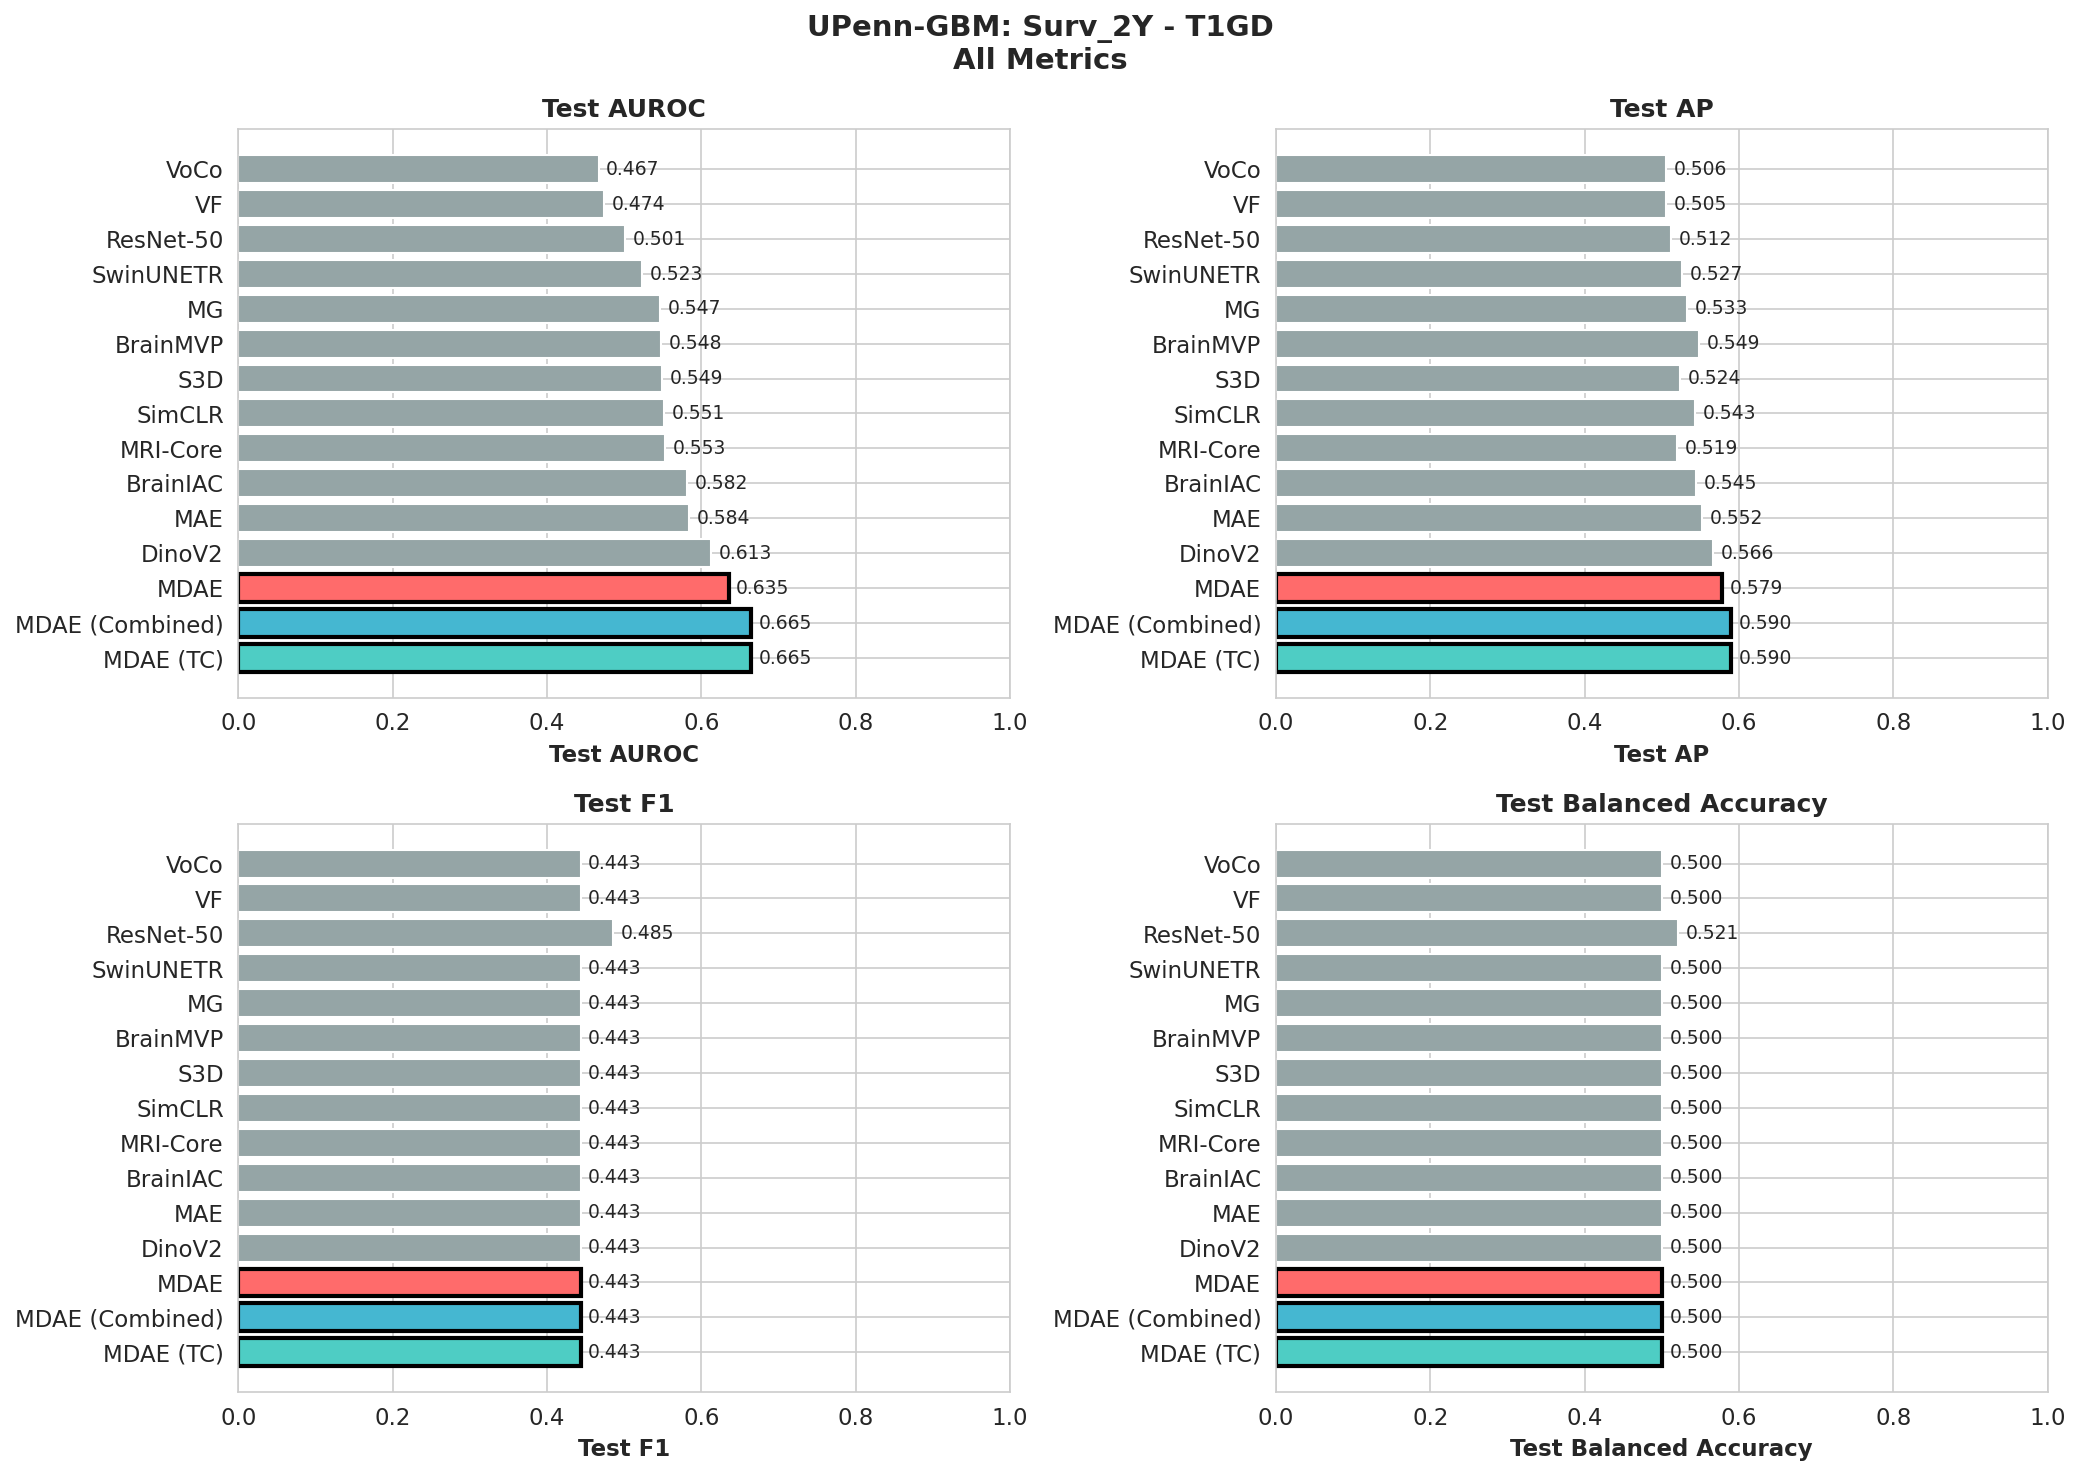 UPenn-GBM: Surv_2Y - T1GD
All Metrics
Test AUROC
VoCo 0.467
VF 0.474
ResNet-50 0.501
SwinUNETR 0.523
MG 0.547
BrainMVP 0.548
S3D 0.549
SimCLR 0.551
MRI-Core 0.553
BrainIAC 0.582
MAE 0.584
DinoV2 0.613
MDAE 0.635
MDAE (Combined) 0.665
MDAE (TC) 0.665
0.0 0.2 0.4 0.6 0.8 1.0
Test AUROC
Test AP
VoCo 0.506
VF 0.505
ResNet-50 0.512
SwinUNETR 0.527
MG 0.533
BrainMVP 0.549
S3D 0.524
SimCLR 0.543
MRI-Core 0.519
BrainIAC 0.545
MAE 0.552
DinoV2 0.566
MDAE 0.579
MDAE (Combined) 0.590
MDAE (TC) 0.590
0.0 0.2 0.4 0.6 0.8 1.0
Test AP
Test F1
VoCo 0.443
VF 0.443
ResNet-50 0.485
SwinUNETR 0.443
MG 0.443
BrainMVP 0.443
S3D 0.443
SimCLR 0.443
MRI-Core 0.443
BrainIAC 0.443
MAE 0.443
DinoV2 0.443
MDAE 0.443
MDAE (Combined) 0.443
MDAE (TC) 0.443
0.0 0.2 0.4 0.6 0.8 1.0
Test F1
Test Balanced Accuracy
VoCo 0.500
VF 0.500
ResNet-50 0.521
SwinUNETR 0.500
MG 0.500
BrainMVP 0.500
S3D 0.500
SimCLR 0.500
MRI-Core 0.500
BrainIAC 0.500
MAE 0.500
DinoV2 0.500
MDAE 0.500
MDAE (Combined) 0.500
MDAE (TC) 0.500
0.0 0.2 0.4 0.6 0.8 1.0
Test Balanced Accuracy